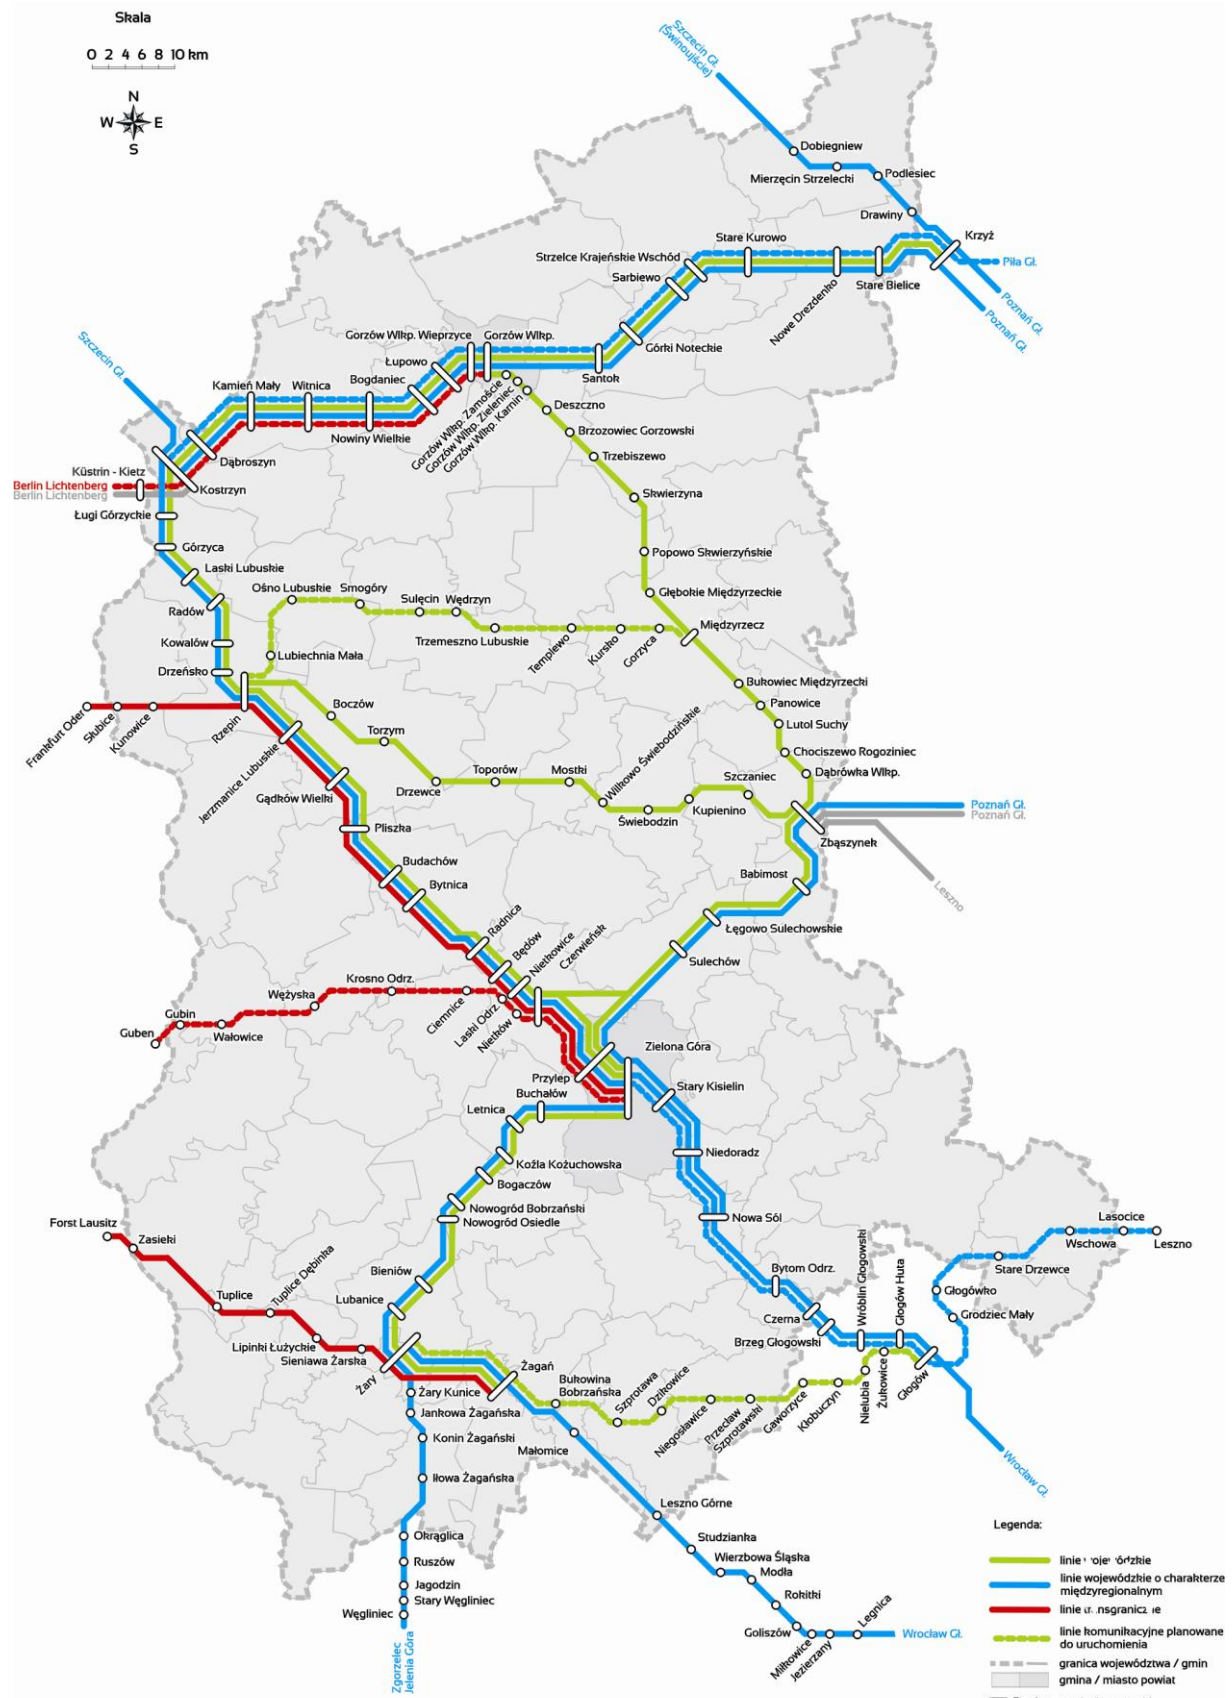 Skala
0 2 4 6 8 10 km
N
W E
S
Szczecin Gł.
(Świnoujście)
Dobiegniew
Mierzęcin Strzelecki
Podlesiec
Drawiny
Krzyż
Piła Gł.
Poznań Gł.
Poznań Gł.
Stare Kurowo
Strzelce Krajeńskie Wschód
Sarbiewo
Nowe Drezdenko
Stare Bielice
Górki Noteckie
Santok
Gorzów Wlkp. Wieprzyce
Gorzów Wlkp.
Łupowo
Bogdaniec
Witnica
Kamień Mały
Nowiny Wielkie
Szczecin Gł.
Dąbroszyn
Kostrzyn
Küstrin - Kietz
Berlin Lichtenberg
Berlin Lichtenberg
Gorzów Wlkp. Zamoście
Gorzów Wlkp. Zieleniec
Gorzów Wlkp. Karnin
Deszczno
Brzozowiec Gorzowski
Trzebiszewo
Skwierzyna
Popowo Skwierzyńskie
Głębokie Międzyrzeckie
Międzyrzecz
Ługi Górzyckie
Górzyca
Laski Lubuskie
Radów
Kowalów
Drzeńsko
Ośno Lubuskie
Smogóry
Sulęcin
Wędrzyn
Trzemeszno Lubuskie
Templewo
Kursko
Gorzyca
Lubiechnia Mała
Bukowiec Międzyrzecki
Panowice
Lutol Suchy
Chociszewo Rogoziniec
Dąbrówka Wlkp.
Frankfurt Oder
Słubice
Kunowice
Rzepin
Boczów
Torzym
Drzewce
Toporów
Mostki
Wilkowo Świebodzińskie
Świebodzin
Kupienino
Szczaniec
Poznań Gł.
Poznań Gł.
Zbąszynek
Leszno
Jerzmanice Lubuskie
Gądków Wielki
Pliszka
Budachów
Bytnica
Radnica
Będów
Nietkowice
Czerwieńsk
Babimost
Łęgowo Sulechowskie
Sulechów
Krosno Odrz.
Wężyska
Gubin
Guben
Wałowice
Ciemnice
Laski Odrz.
Nietków
Zielona Góra
Przylep
Stary Kisielin
Buchałów
Letnica
Koźla Kożuchowska
Bogaczów
Nowogród Bobrzański
Nowogród Osiedle
Niedoradz
Nowa Sól
Bytom Odrz.
Czerna
Brzeg Głogowski
Wróblin Głogowski
Głogów Huta
Lasocice
Wschowa
Leszno
Stare Drzewce
Głogówko
Grodziec Mały
Głogów
Forst Lausitz
Zasieki
Tuplice
Tuplice Dębinka
Lipinki Łużyckie
Sieniawa Żarska
Bieniów
Lubanice
Żary
Żagań
Bukowina
Bobrzańska
Szprotawa
Dzikowice
Niegosławice
Przecław
Szprotawski
Gaworzyce
Kłobuczyn
Nielubia
Żukowice
Żary Kunice
Jankowa Żagańska
Konin Żagański
Iłowa Żagańska
Małomice
Wrocław Gł.
Leszno Górne
Studzianka
Wierzbowa Śląska
Modła
Rokitki
Goliszów
Miłkowice
Jezierzany
Legnica
Wrocław Gł.
Okrąglica
Ruszów
Jagodzin
Stary Węgliniec
Węgliniec
Zgorzelec
Jelenia Góra
Legenda:
linie
linie wojewódzkie o charakterze
międzyregionalnym
linie
linie komunikacyjne planowane
do uruchomienia
granica województwa / gmin
gmina / miasto powiat